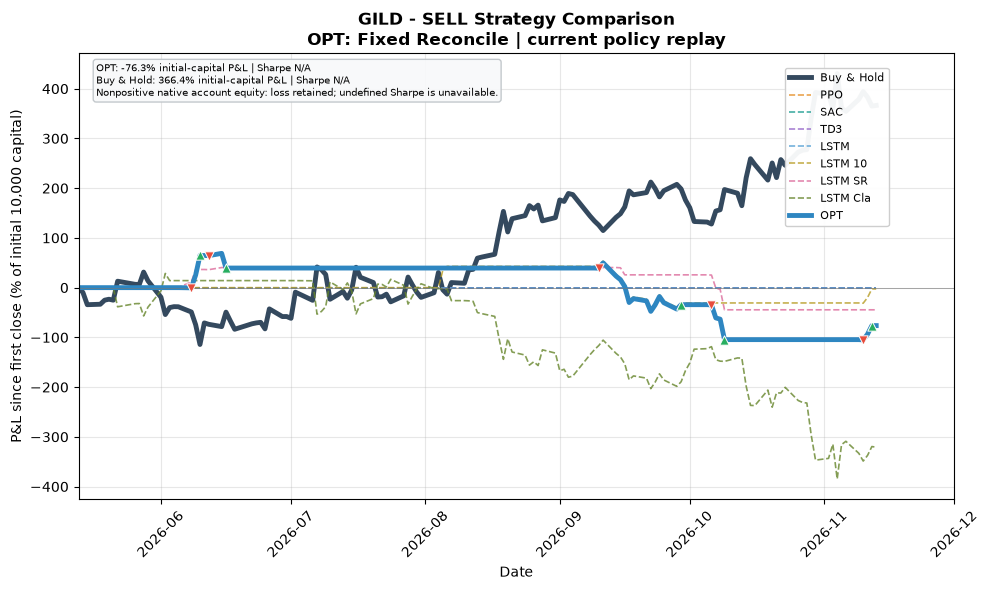 GILD - SELL Strategy Comparison
OPT: Fixed Reconcile | current policy replay
OPT: -76.3% initial-capital P&L | Sharpe N/A
Buy & Hold: 366.4% initial-capital P&L | Sharpe N/A
Nonpositive native account equity: loss retained; undefined Sharpe is unavailable.
Buy & Hold
PPO
SAC
TD3
LSTM
LSTM 10
LSTM SR
LSTM Cla
OPT
P&L since first close (% of initial 10,000 capital)
400
300
200
100
0
−100
−200
−300
−400
2026-06
2026-07
2026-08
2026-09
2026-10
2026-11
2026-12
Date